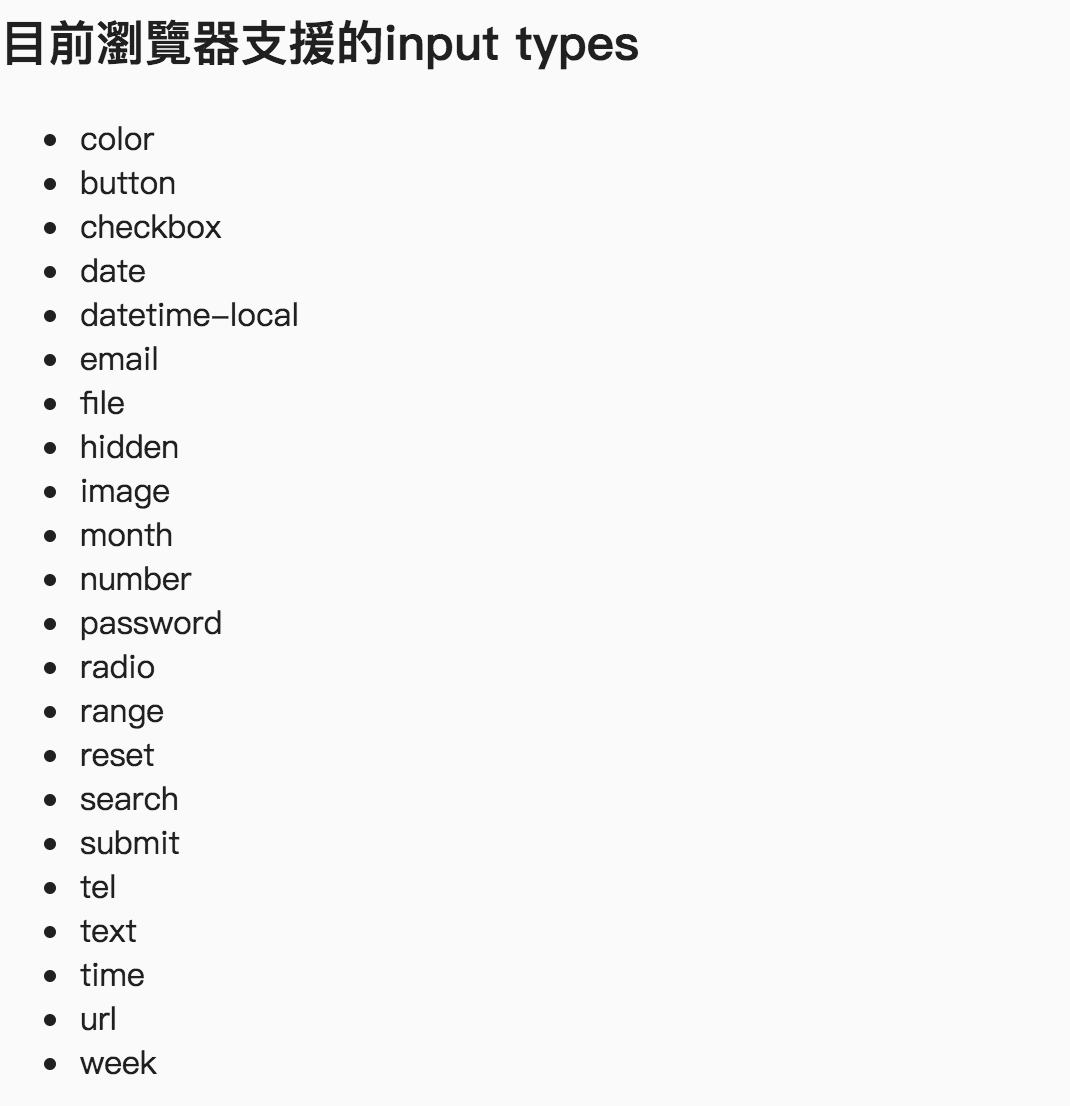 目前瀏覽器支援的input types
color
button
checkbox
date
datetime-local
email
file
hidden
image
month
number
password
radio
range
reset
search
submit
tel
text
time
url
week